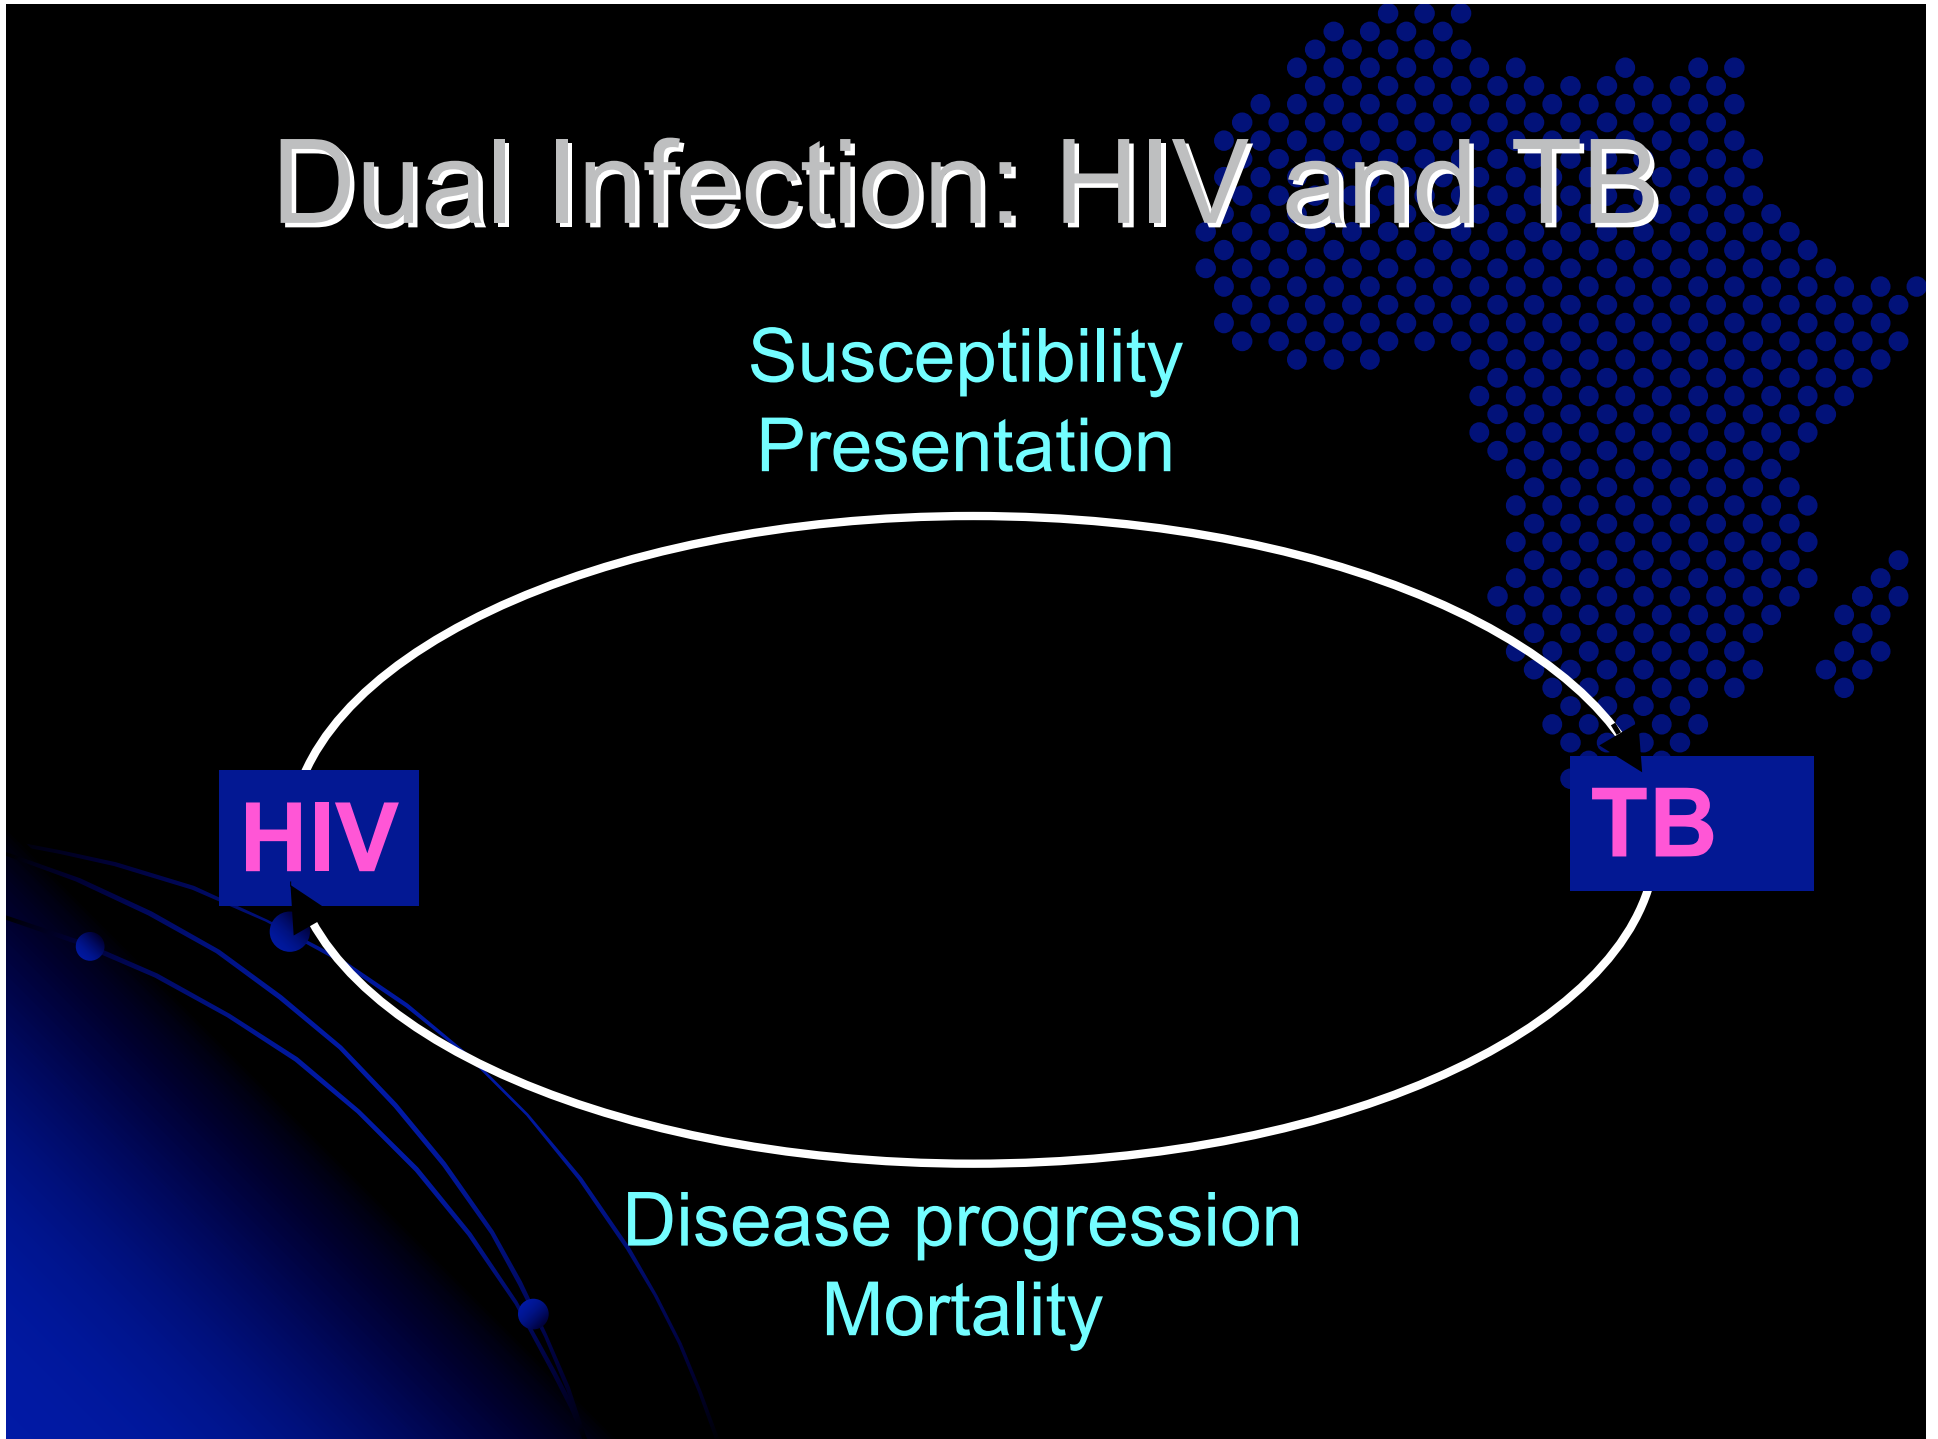 Dual Infection: HIV and TB
Susceptibility
Presentation
HIV
TB
Disease progression
Mortality